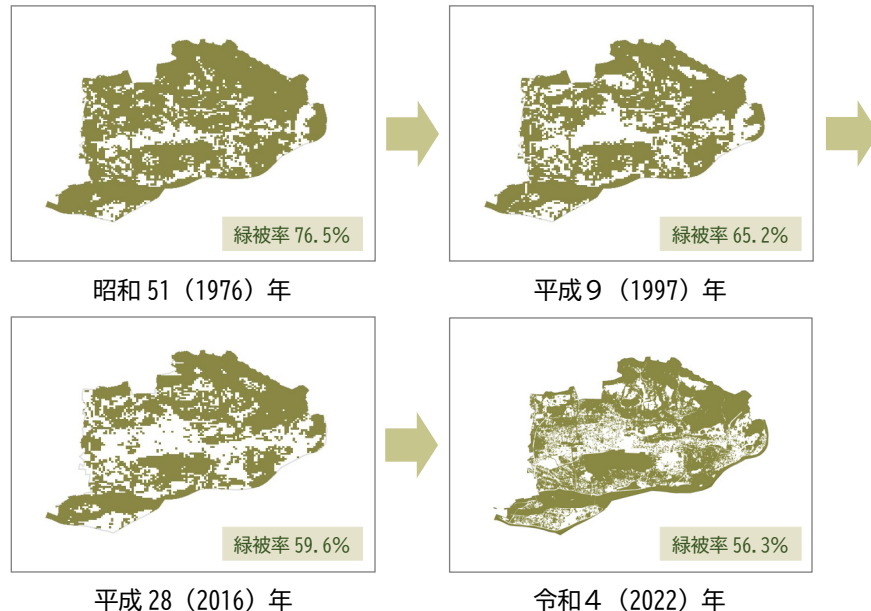 緑被率 76.5%
昭和 51(1976)年
緑被率 65.2%
平成9(1997)年
緑被率 59.6%
平成 28(2016)年
緑被率 56.3%
令和4(2022)年